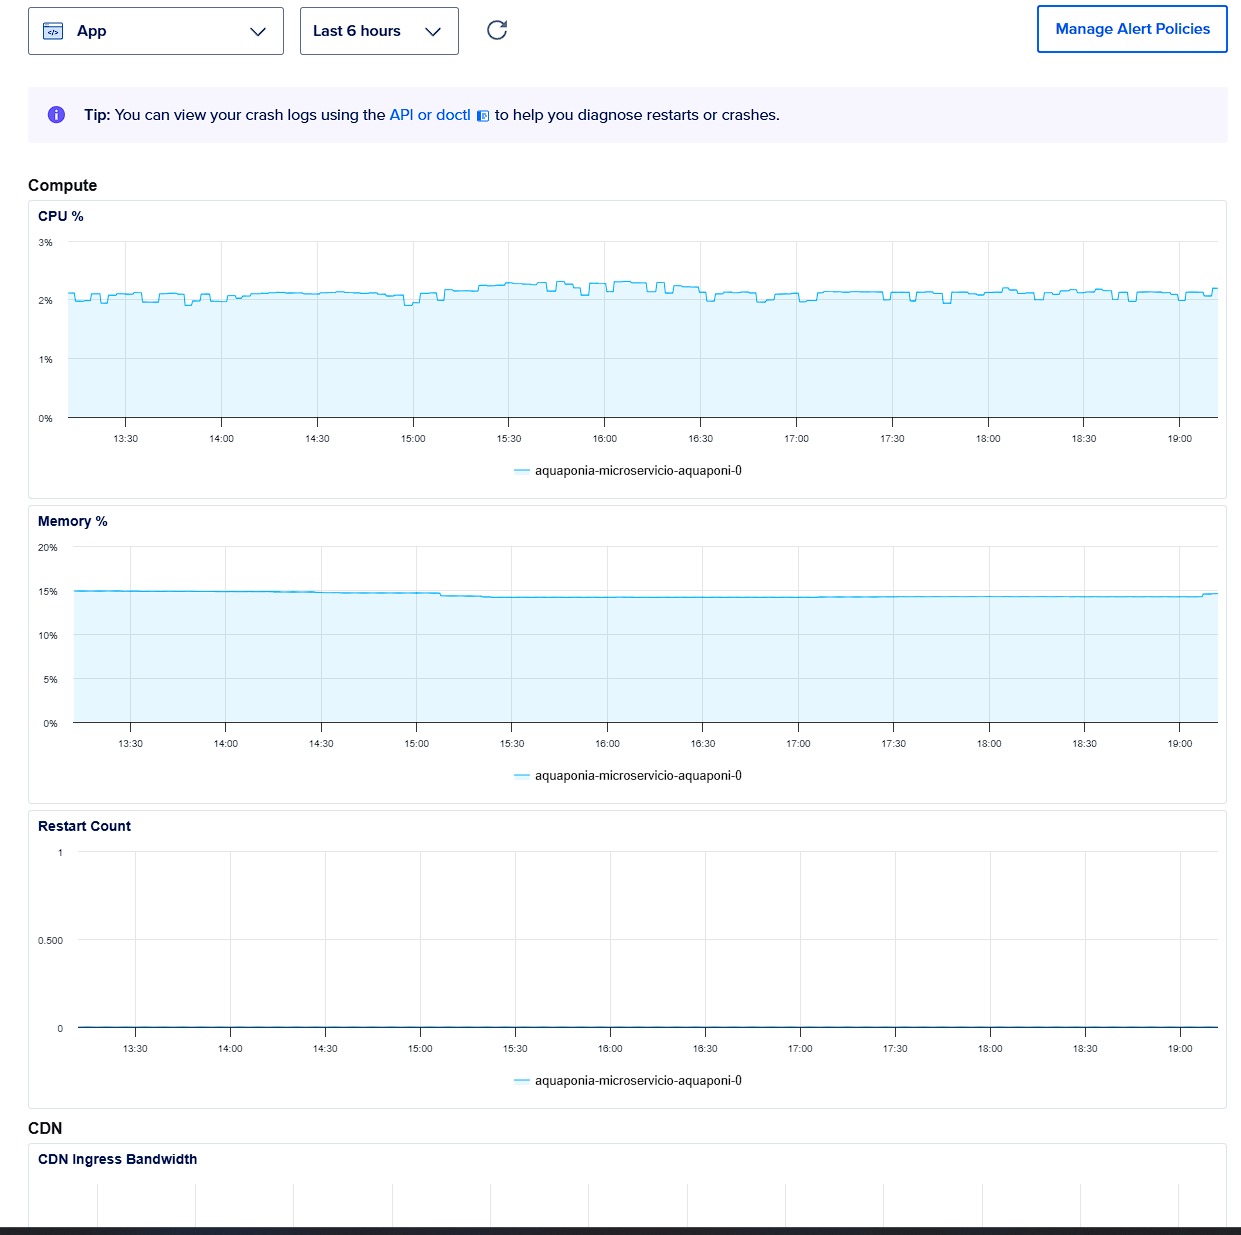 App
Last 6 hours
Manage Alert Policies
Tip: You can view your crash logs using the API or doctl to help you diagnose restarts or crashes.
Compute
CPU %
3%
2%
1%
0%
13:30 14:00 14:30 15:00 15:30 16:00 16:30 17:00 17:30 18:00 18:30 19:00
aquaponia-microservicio-aquaponi-0
Memory %
20%
15%
10%
5%
0%
13:30 14:00 14:30 15:00 15:30 16:00 16:30 17:00 17:30 18:00 18:30 19:00
aquaponia-microservicio-aquaponi-0
Restart Count
1
0.500
0
13:30 14:00 14:30 15:00 15:30 16:00 16:30 17:00 17:30 18:00 18:30 19:00
aquaponia-microservicio-aquaponi-0
CDN
CDN Ingress Bandwidth